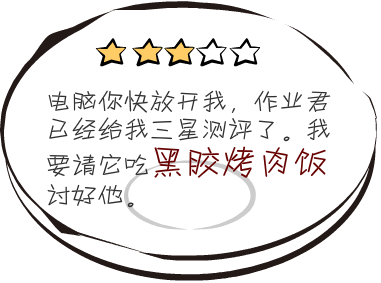 电脑你快放开我，作业君
已经给我三星测评了。我
要请它吃黑胶烤肉饭
讨好他。